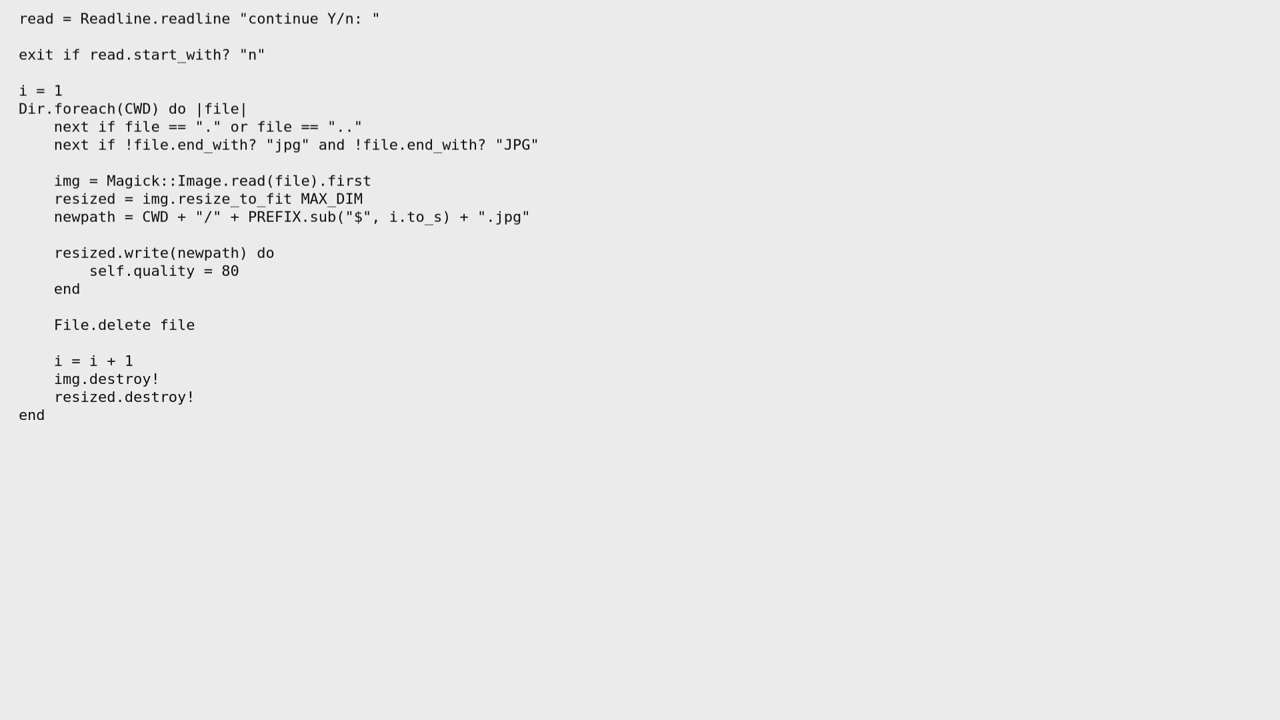 read = Readline.readline "continue Y/n: "
exit if read.start_with? "n"
i = 1
Dir.foreach(CWD) do |file|
    next if file == "." or file == ".."
    next if !file.end_with? "jpg" and !file.end_with? "JPG"
    img = Magick::Image.read(file).first
    resized = img.resize_to_fit MAX_DIM
    newpath = CWD + "/" + PREFIX.sub("$", i.to_s) + ".jpg"
    resized.write(newpath) do
        self.quality = 80
    end
    File.delete file
    i = i + 1
    img.destroy!
    resized.destroy!
end